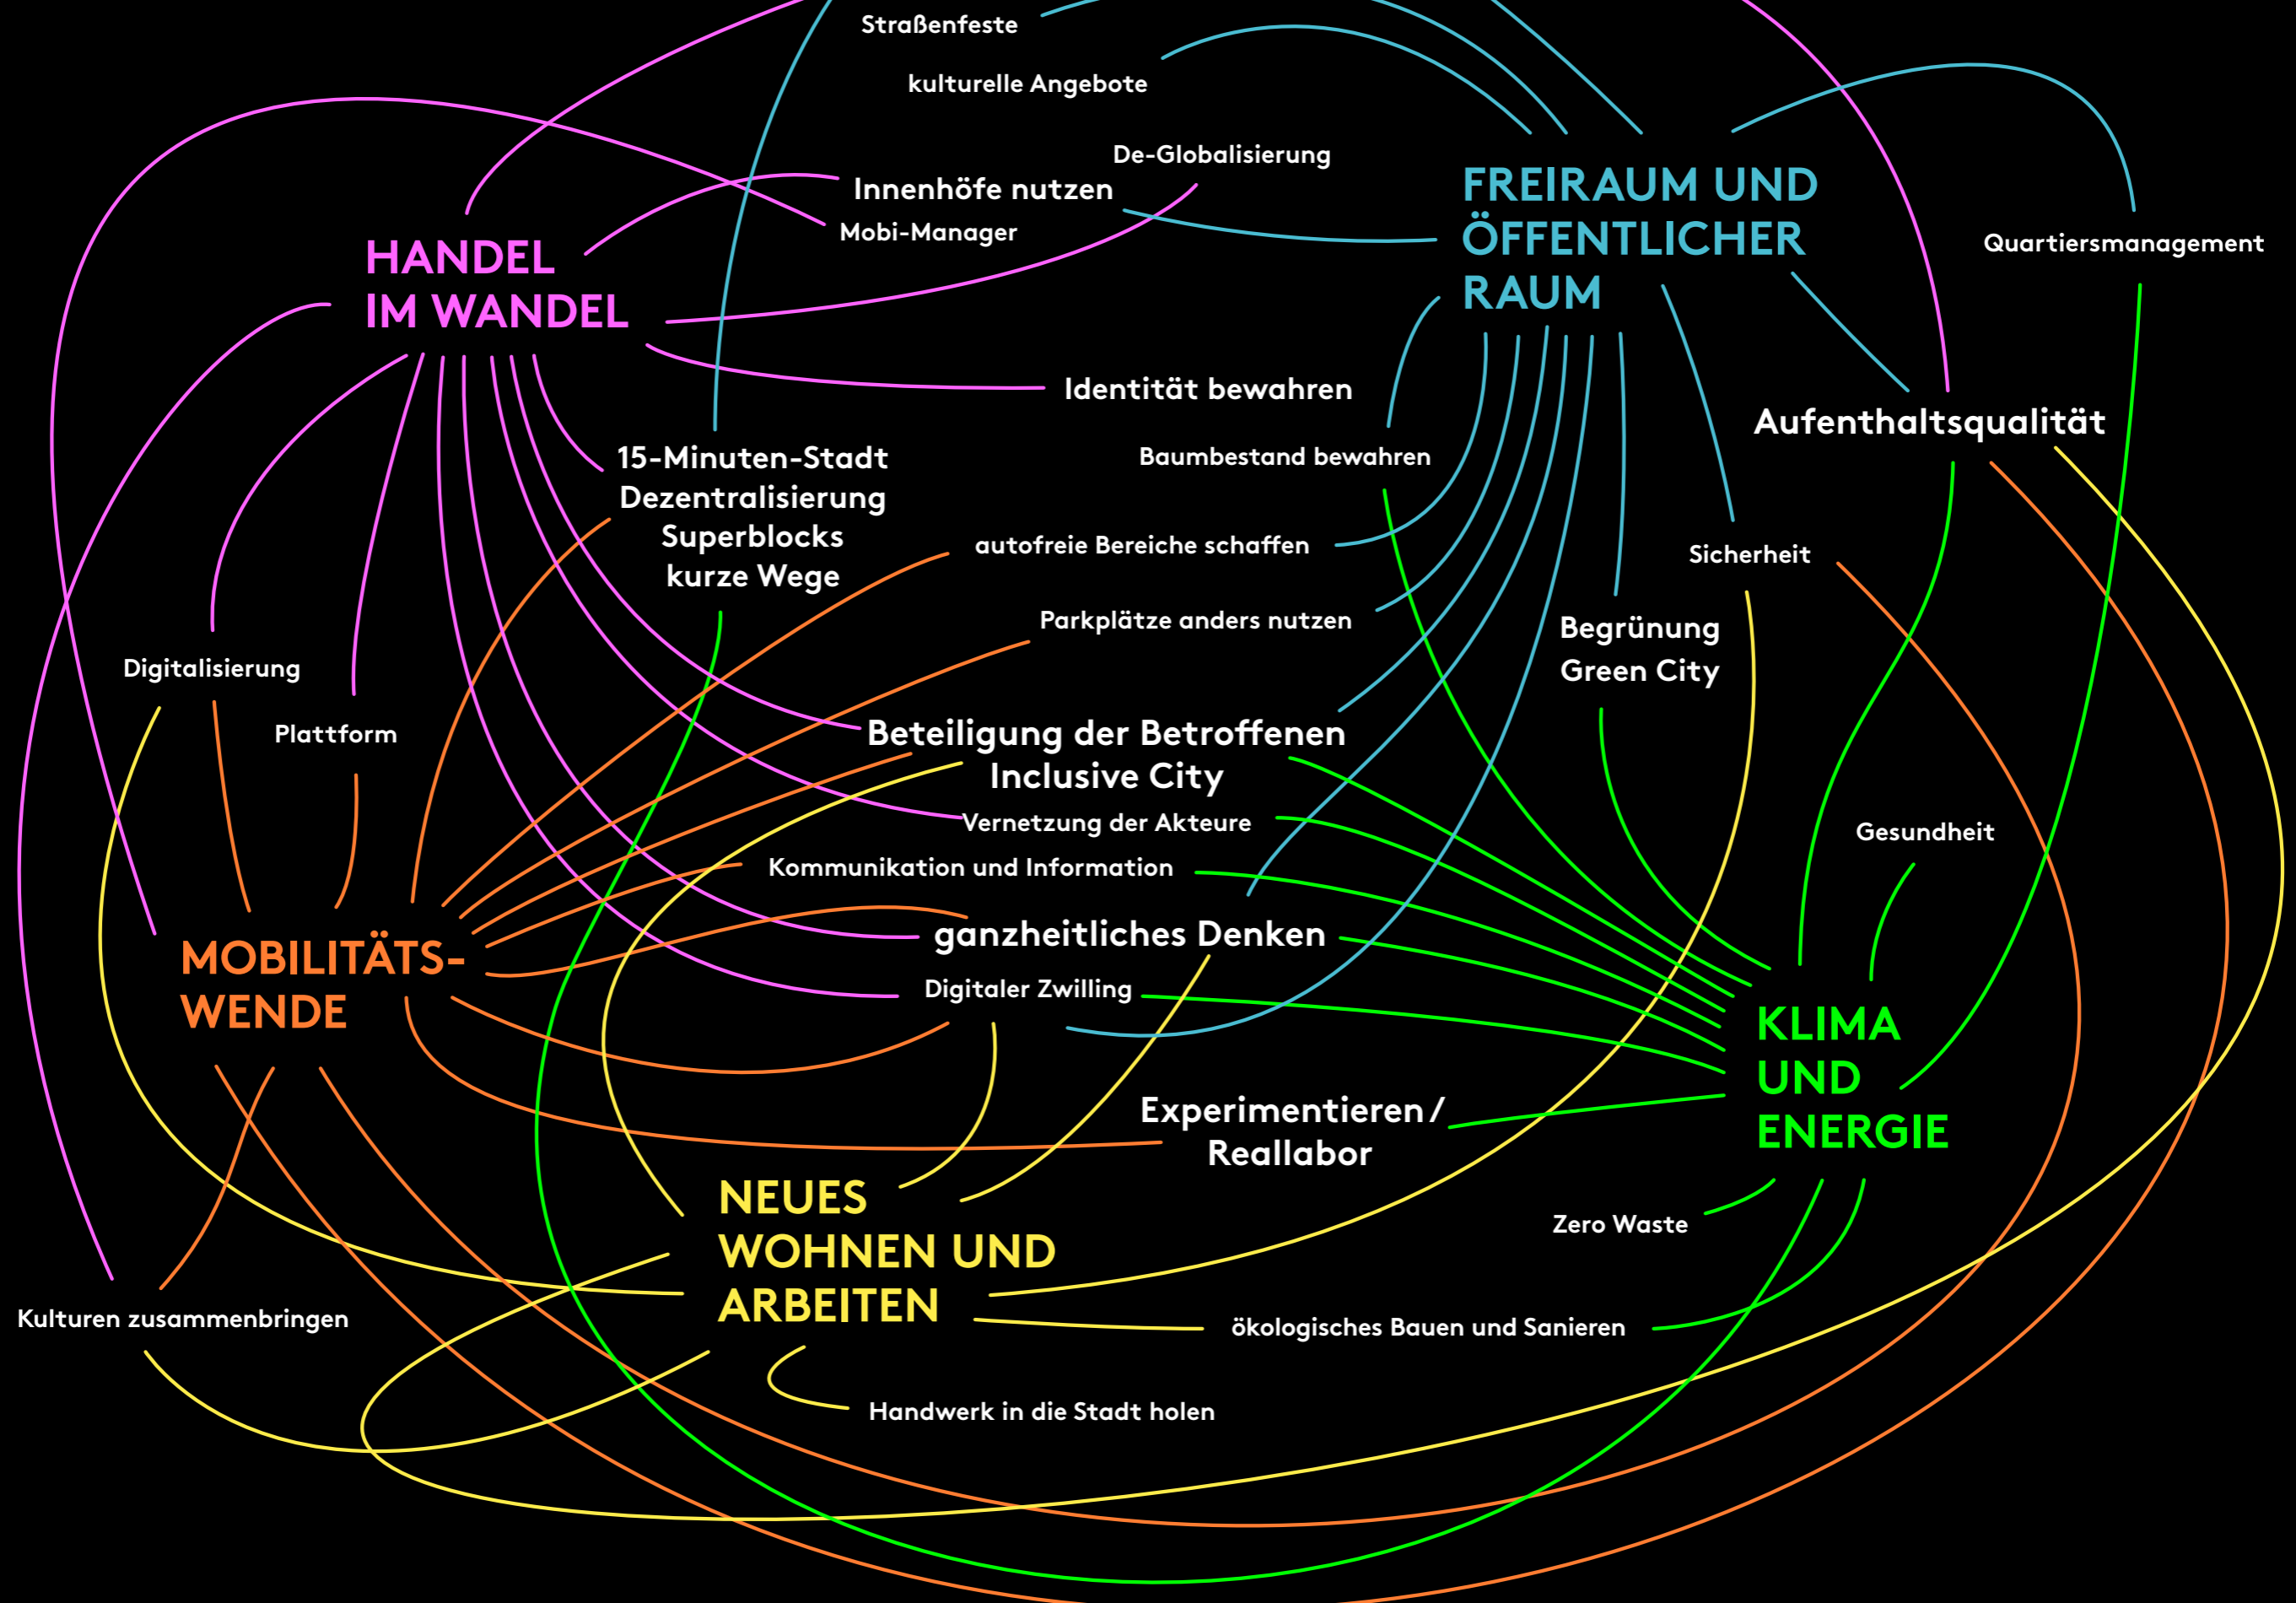 Straßenfeste
kulturelle Angebote
De-Globalisierung
Innenhöfe nutzen
Mobi-Manager
FREIRAUM UND
ÖFFENTLICHER
RAUM
Quartiersmanagement
HANDEL
IM WANDEL
Identität bewahren
Aufenthaltsqualität
15-Minuten-Stadt
Dezentralisierung
Superblocks
kurze Wege
Baumbestand bewahren
autofreie Bereiche schaffen
Sicherheit
Parkplätze anders nutzen
Begrünung
Green City
Digitalisierung
Plattform
Beteiligung der Betroffenen
Inclusive City
Vernetzung der Akteure
Gesundheit
Kommunikation und Information
ganzheitliches Denken
Digitaler Zwilling
MOBILITÄTS-
WENDE
KLIMA
UND
ENERGIE
Experimentieren/
Reallabor
NEUES
WOHNEN UND
ARBEITEN
Zero Waste
Kulturen zusammenbringen
ökologisches Bauen und Sanieren
Handwerk in die Stadt holen